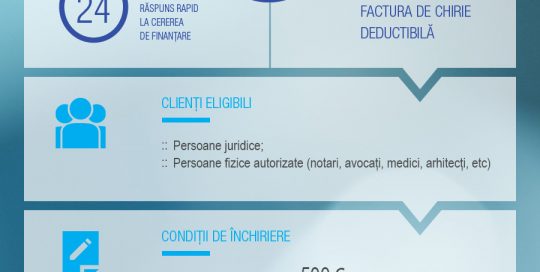 24
RĂSPUNS RAPID
LA CEREREA
DE FINANȚARE
FACTURA DE CHIRIE
DEDUCTIBILĂ
CLIENȚI ELIGIBILI
:: Persoane juridice;
:: Persoane fizice autorizate (notari, avocați, medici, arhitecți, etc)
CONDIȚII DE ÎNCHIRIERE